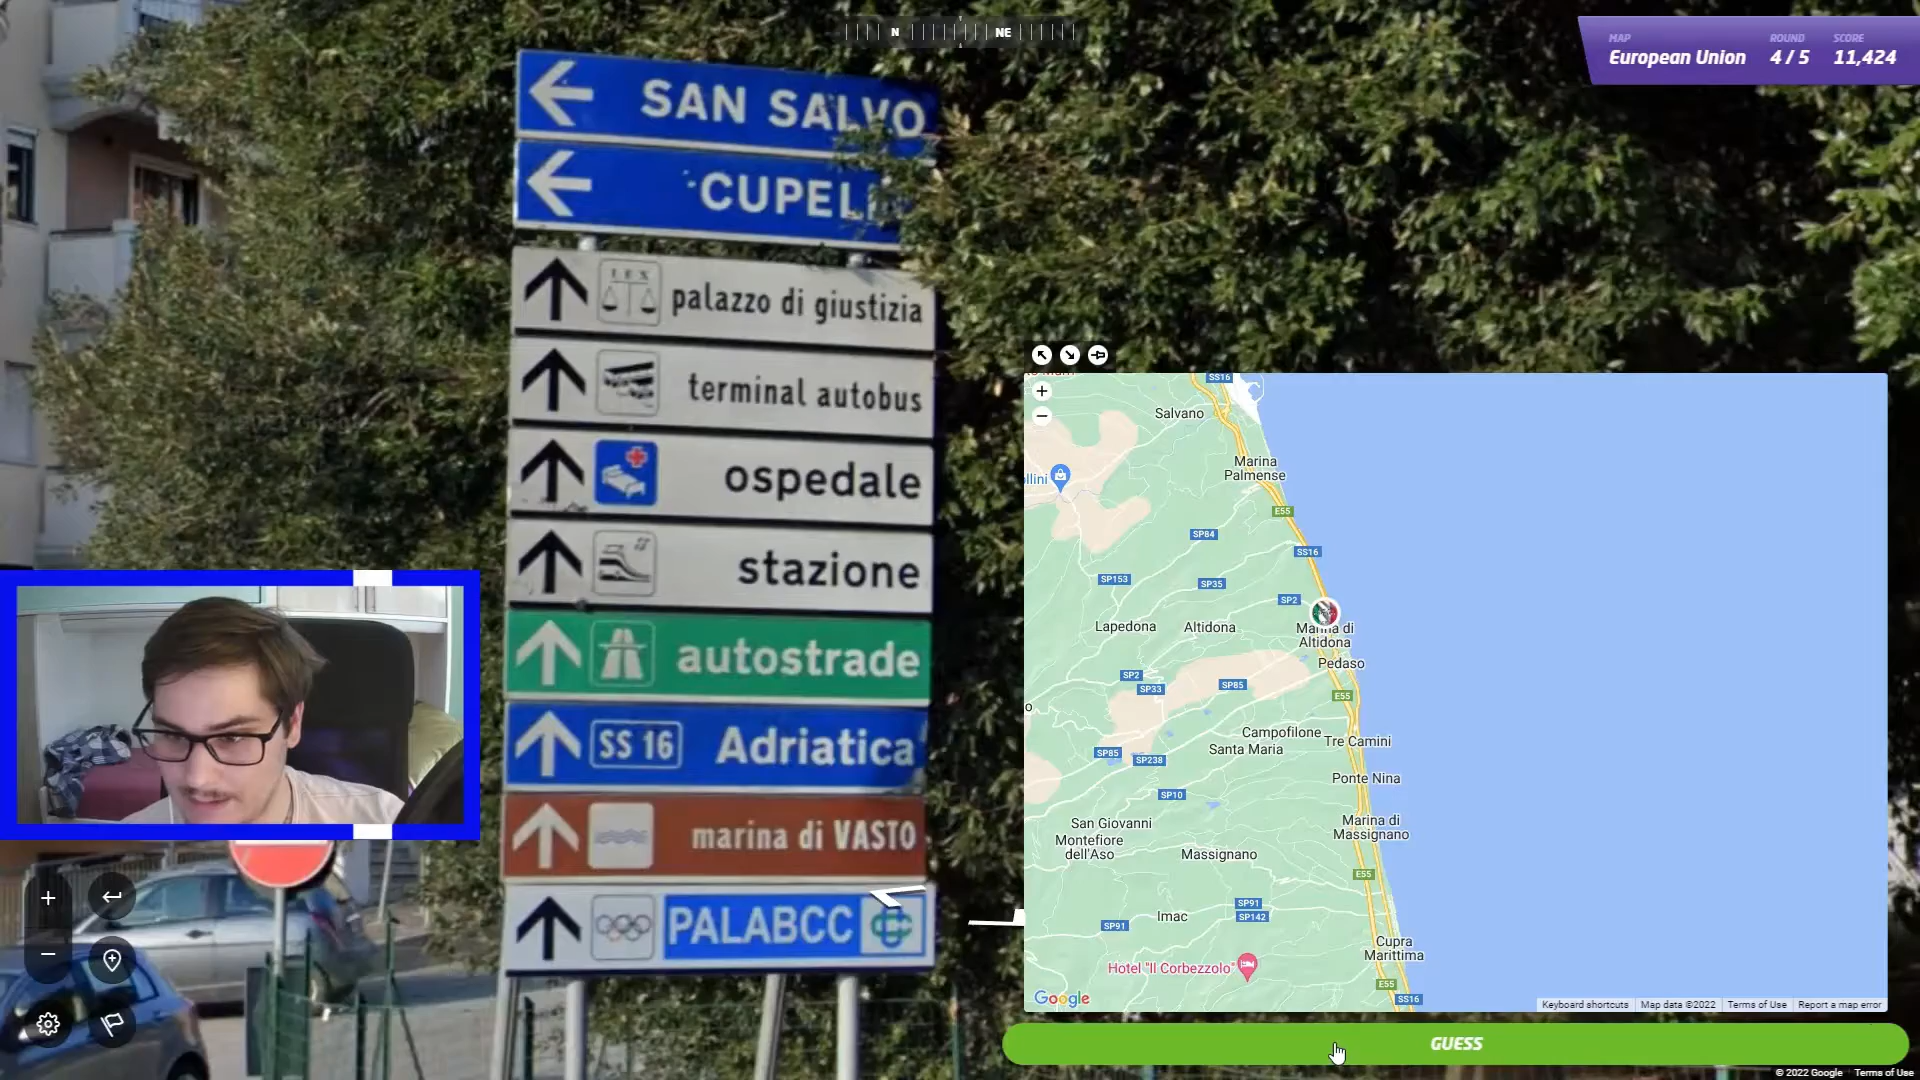 N
NE
MAP
European Union
ROUND
4 / 5
SCORE
11,424
SAN SALVO
CUPEL
LEX
palazzo di giustizia
terminal autobus
ospedale
stazione
autostrade
SS 16 Adriatica
marina di VASTO
PALABCC
SS16
Salvano
Marina
Palmense
E55
SP84
SS16
SP153
SP35
SP2
Lapedona
Altidona
Marina di
Altidona
Pedaso
SP2
SP33
SP85
E55
Campofilone
Santa Maria
Tre Camini
SP85
SP238
Ponte Nina
SP10
San Giovanni
Montefiore
dell'Aso
Marina di
Massignano
Massignano
E55
SP91
SP142
Imac
SP91
Cupra
Marittima
Hotel "Il Corbezzolo"
E55
SS16
Google
Keyboard shortcuts
Map data ©2022
Terms of Use
Report a map error
GUESS
© 2022 Google
Terms of Use